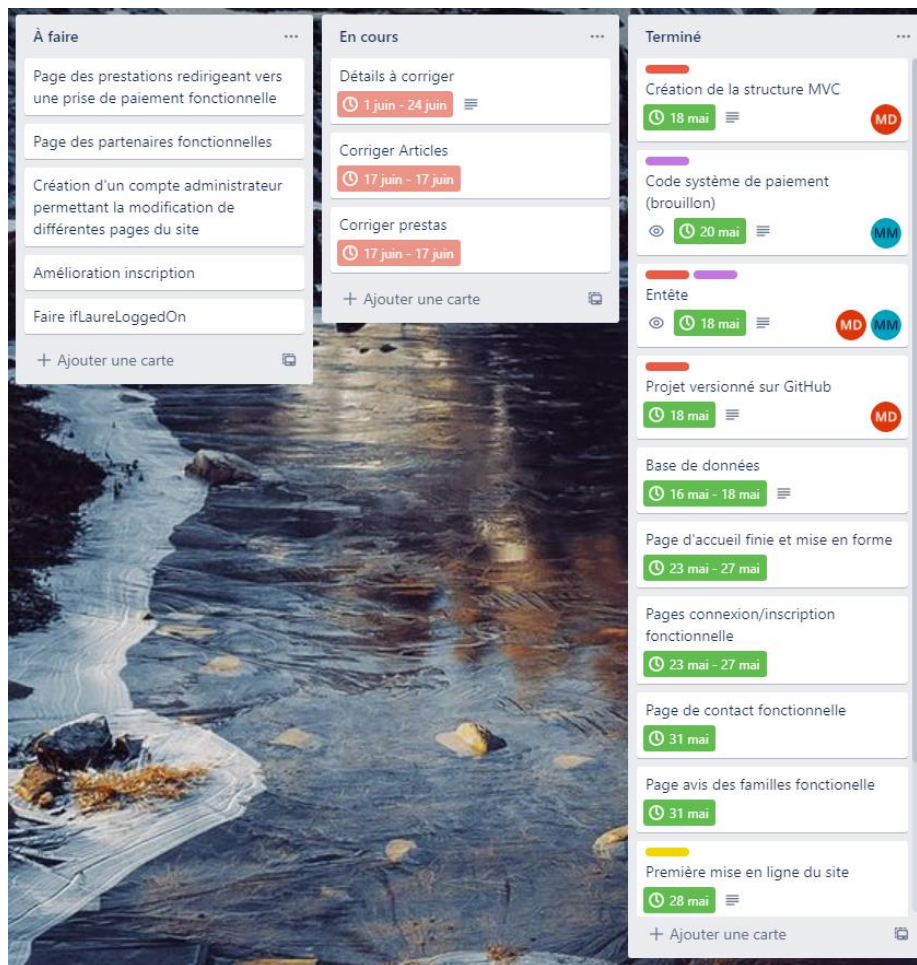 À faire
Page des prestations redirigeant vers
une prise de paiement fonctionnelle
Page des partenaires fonctionnelles
Création d'un compte administrateur
permettant la modification de
différentes pages du site
Amélioration inscription
Faire ifLaureLoggedOn
+ Ajouter une carte
En cours
Détails à corriger
1 juin - 24 juin
Corriger Articles
17 juin - 17 juin
Corriger prestas
17 juin - 17 juin
+ Ajouter une carte
Terminé
Création de la structure MVC
18 mai
MD
Code système de paiement
(brouillon)
20 mai
MM
Entête
18 mai
MD MM
Projet versionné sur GitHub
18 mai
MD
Base de données
16 mai - 18 mai
Page d'accueil finie et mise en forme
23 mai - 27 mai
Pages connexion/inscription
fonctionnelle
23 mai - 27 mai
Page de contact fonctionnelle
31 mai
Page avis des familles fonctionelle
31 mai
Première mise en ligne du site
28 mai
+ Ajouter une carte